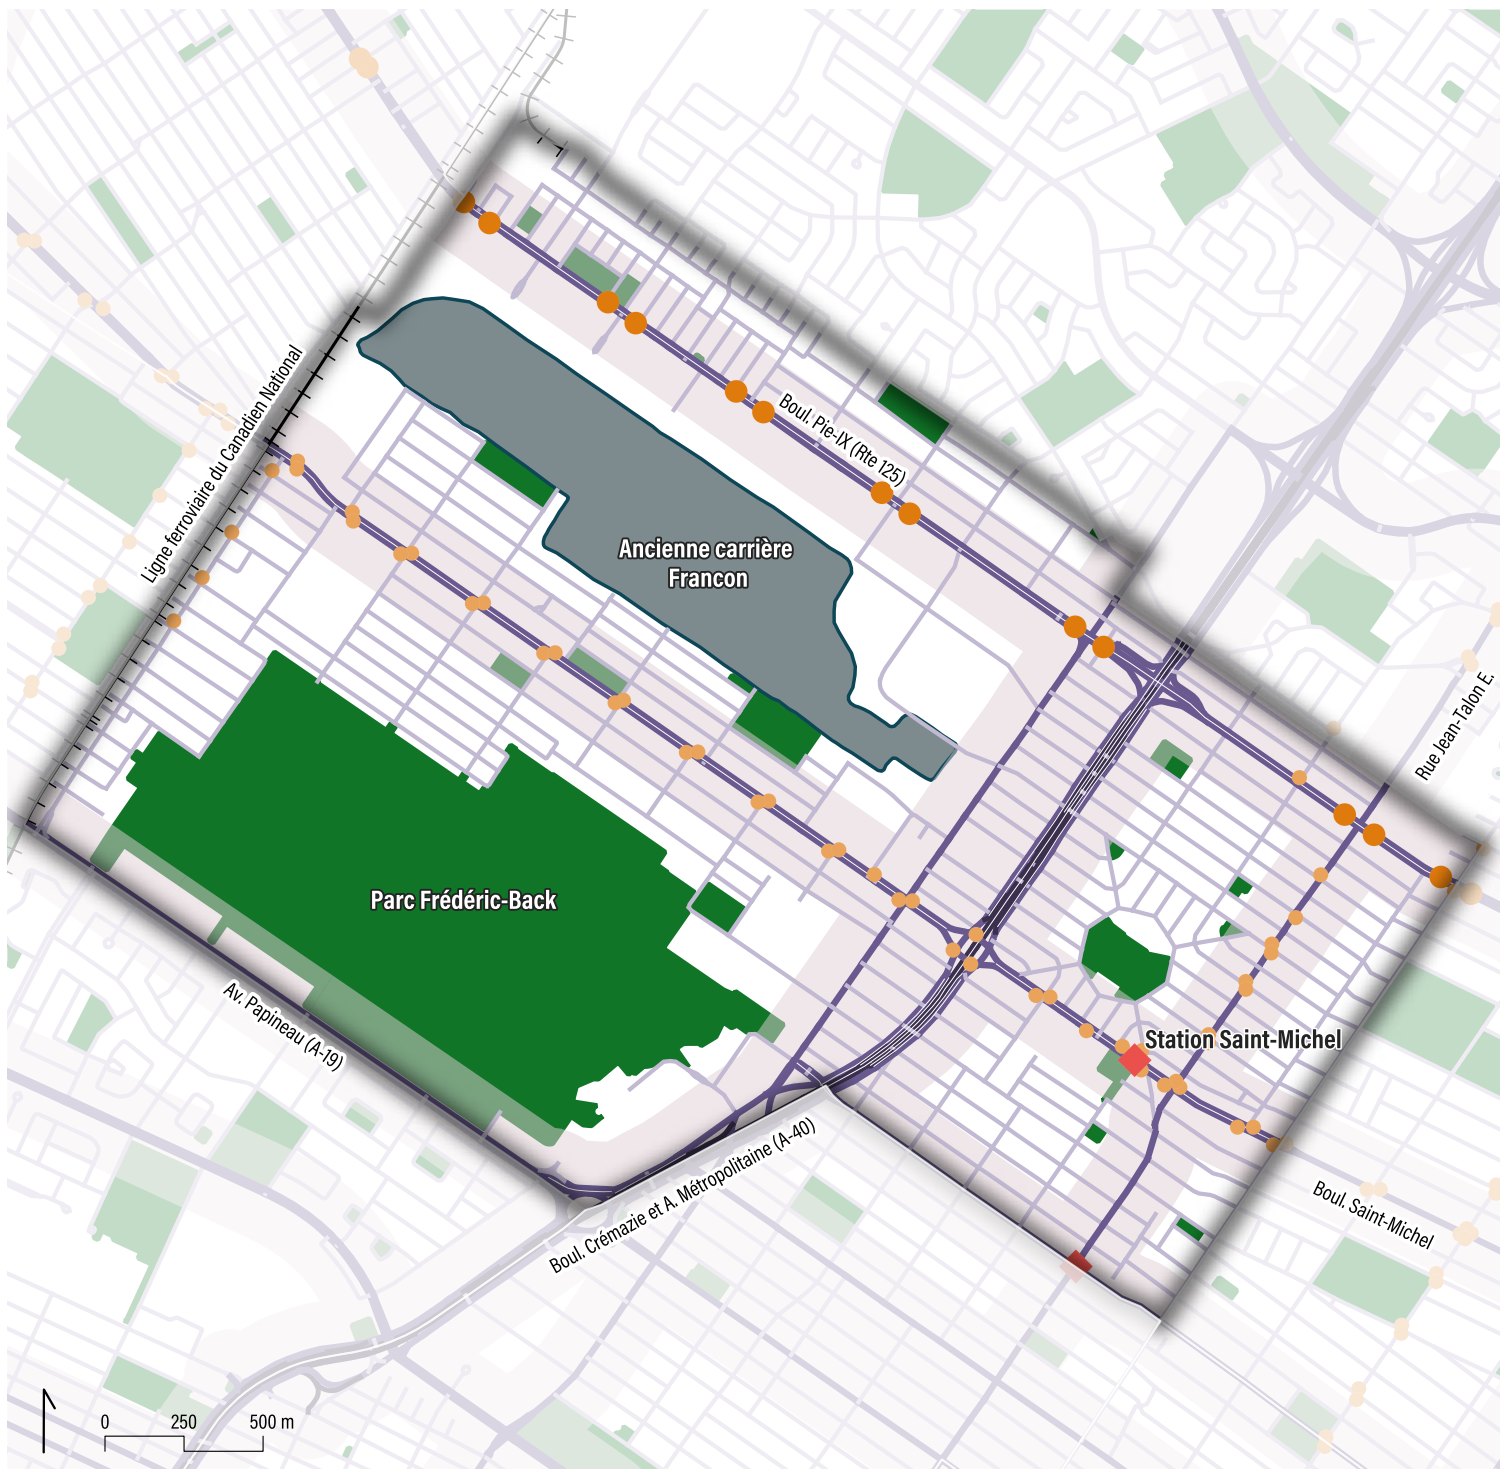 Ligne ferroviaire du Canadien National
Boul. Pie-IX (Rte 125)
Ancienne carrière
Francon
Rue Jean-Talon E.
Parc Frédéric-Back
Av. Papineau (A-19)
Station Saint-Michel
Boul. Crémazie et A. Métropolitaine (A-40)
Boul. Saint-Michel
0 250 500 m